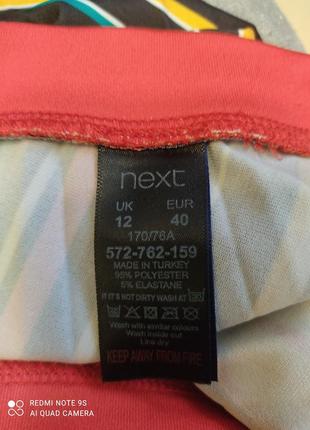 next
UK EUR
12 40
170/76A
572-762-159
MADE IN TURKEY
95% POLYESTER
5% ELASTANE
IF IT'S NOT DIRTY WASH AT
Wash with similar colours
Wash inside out
Line dry
KEEP AWAY FROM FIRE
REDMI NOTE 9S
AI QUAD CAMERA